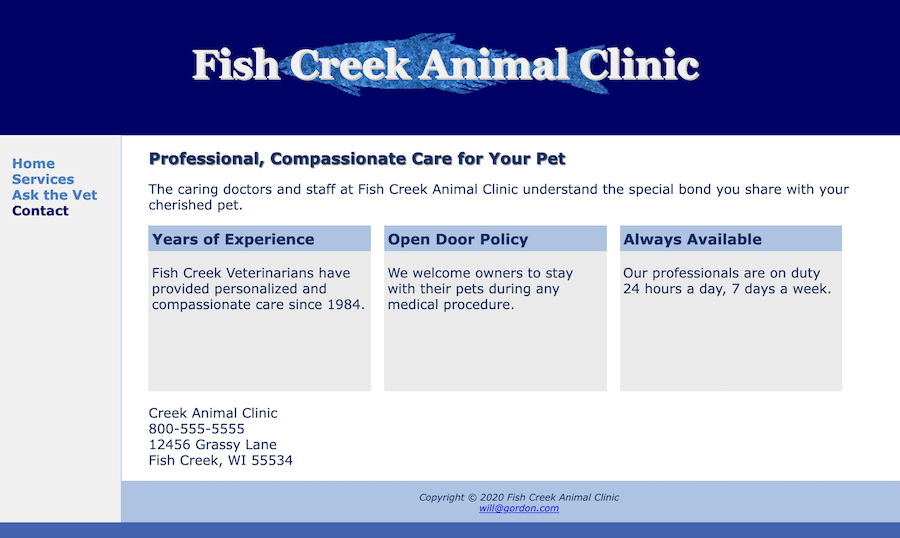 Fish Creek Animal Clinic
Home
Services
Ask the Vet
Contact
Professional, Compassionate Care for Your Pet
The caring doctors and staff at Fish Creek Animal Clinic understand the special bond you share with your
cherished pet.
Years of Experience
Fish Creek Veterinarians have
provided personalized and
compassionate care since 1984.
Open Door Policy
We welcome owners to stay
with their pets during any
medical procedure.
Always Available
Our professionals are on duty
24 hours a day, 7 days a week.
Creek Animal Clinic
800-555-5555
12456 Grassy Lane
Fish Creek, WI 55534
Copyright © 2020 Fish Creek Animal Clinic
will@gordon.com